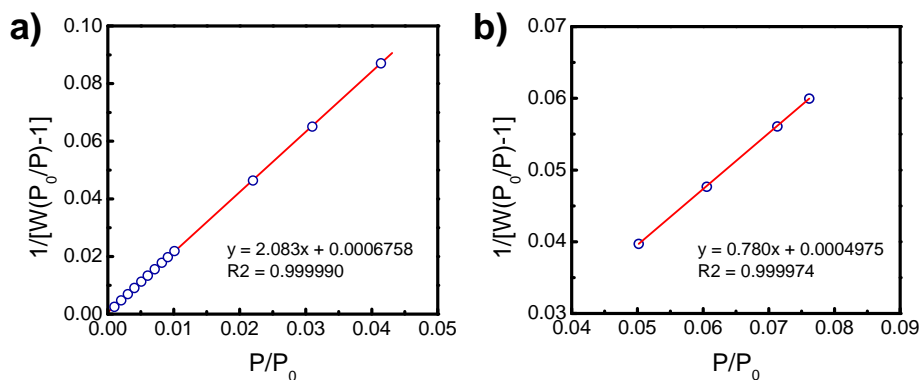 a)
1/[W(P0/P)-1]
0.10
0.08
0.06
0.04
0.02
0.00
y = 2.083x + 0.0006758
R2 = 0.999990
0.00 0.01 0.02 0.03 0.04 0.05
P/P0
b)
1/[W(P0/P)-1]
0.07
0.06
0.05
0.04
0.03
y = 0.780x + 0.0004975
R2 = 0.999974
0.04 0.05 0.06 0.07 0.08 0.09
P/P0